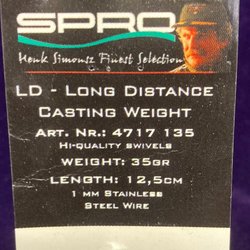 SPRO
Henk Simonsz Finest Selection
LD - Long Distance
Casting Weight
Art. Nr.: 4717 135
Hi-quality swivels
weight: 35gr
length: 12,5cm
1 mm Stainless
Steel Wire